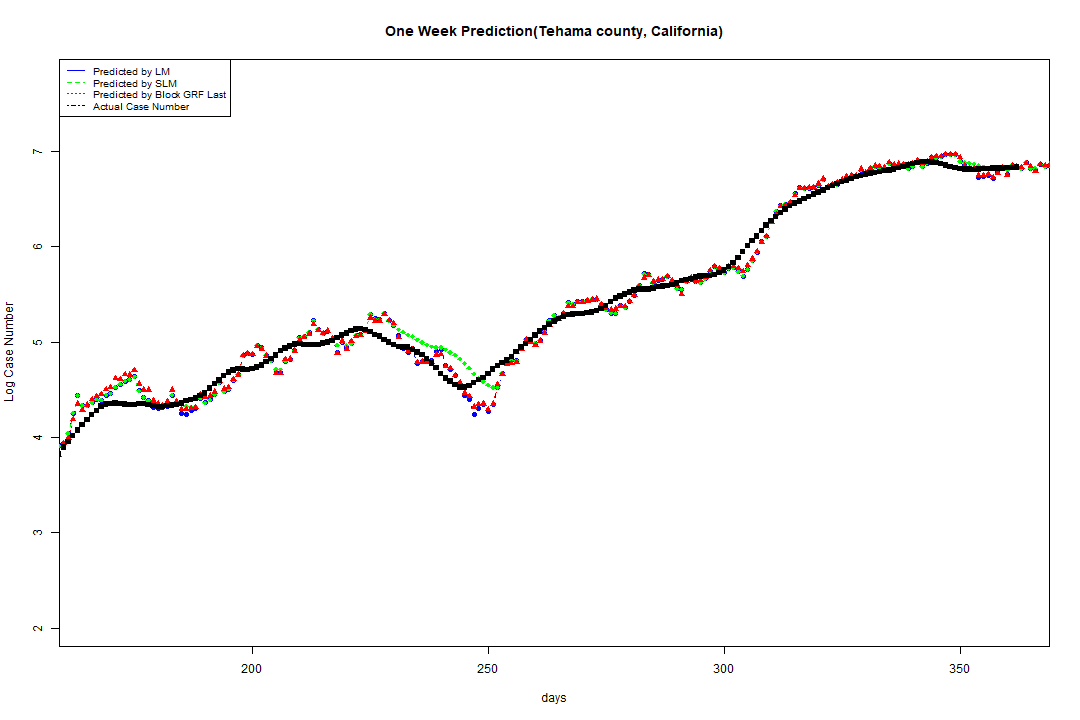 One Week Prediction(Tehama county, California)
Predicted by LM
Predicted by SLM
Predicted by Block GRF Last
Actual Case Number
7
6
5
4
3
2
Log Case Number
200 250 300 350
days